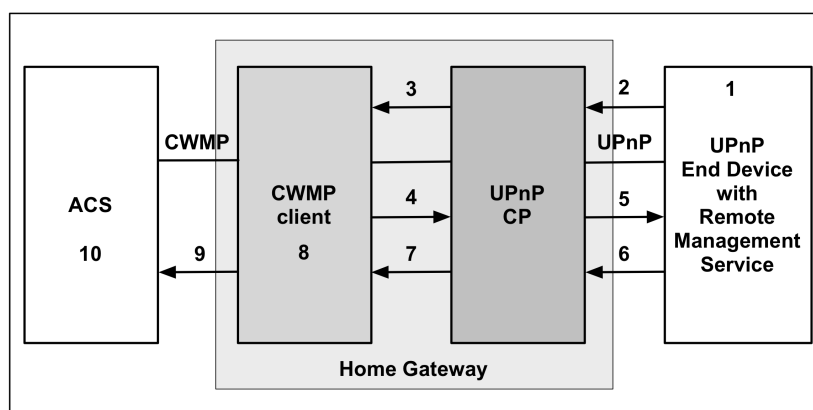 3
2
1
CWMP
UPnP
UPnP
End Device
with
Remote
Management
Service
ACS
10
CWMP
client
8
4
UPnP
CP
5
9
7
6
Home Gateway